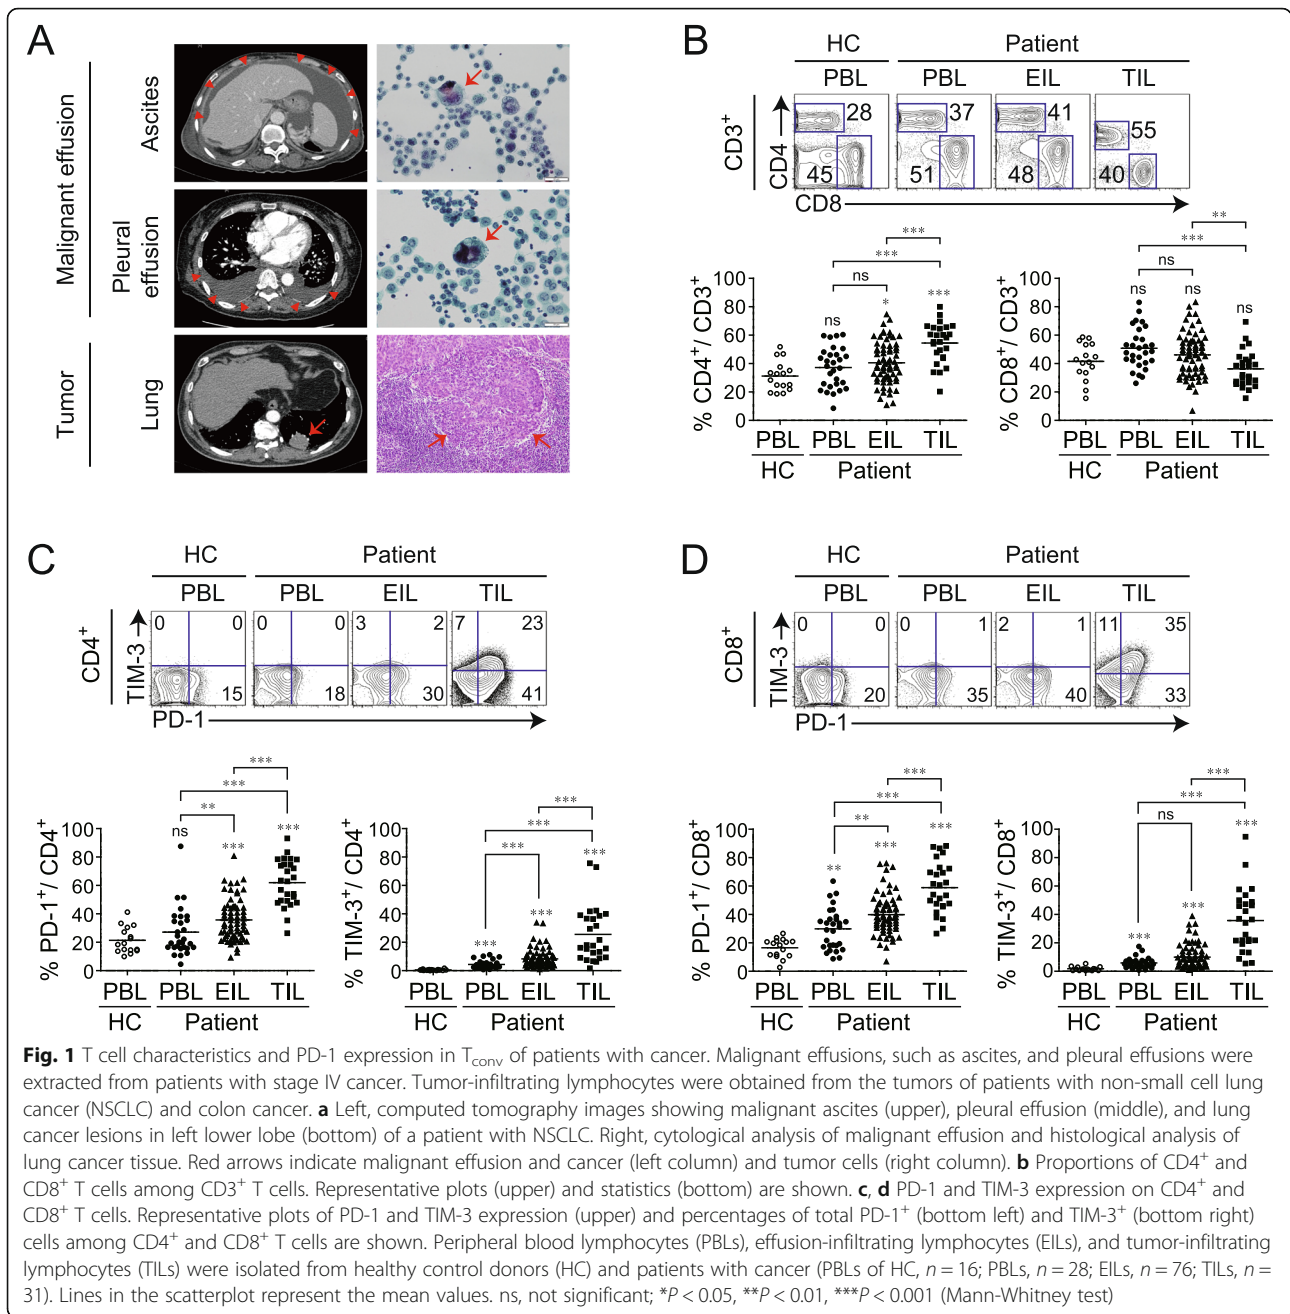 A
Malignant effusion
Ascites
Pleural
effusion
Tumor
Lung
B
HC Patient
PBL PBL EIL TIL
CD3+
CD4
28 37 41 55
45 51 48 40
CD8
% CD4+/ CD3+
100
80
60
40
20
0
ns * ***
ns *** ***
PBL PBL EIL TIL
HC Patient
% CD8+/ CD3+
100
80
60
40
20
0
ns ns ns
ns *** **
PBL PBL EIL TIL
HC Patient
C
HC Patient
PBL PBL EIL TIL
CD4+
TIM-3
0 0 0 0 3 2 7 23
15 18 30 41
PD-1
% PD-1+/ CD4+
100
80
60
40
20
0
ns *** ***
** *** ***
PBL PBL EIL TIL
HC Patient
% TIM-3+/ CD4+
100
80
60
40
20
0
*** *** ***
*** *** ***
PBL PBL EIL TIL
HC Patient
D
HC Patient
PBL PBL EIL TIL
CD8+
TIM-3
0 0 0 1 2 1 11 35
20 35 40 33
PD-1
% PD-1+/ CD8+
100
80
60
40
20
0
** *** ***
** *** ***
PBL PBL EIL TIL
HC Patient
% TIM-3+/ CD8+
100
80
60
40
20
0
*** *** ***
ns *** ***
PBL PBL EIL TIL
HC Patient
Fig. 1 T cell characteristics and PD-1 expression in Tconv of patients with cancer. Malignant effusions, such as ascites, and pleural effusions were
extracted from patients with stage IV cancer. Tumor-infiltrating lymphocytes were obtained from the tumors of patients with non-small cell lung
cancer (NSCLC) and colon cancer. a Left, computed tomography images showing malignant ascites (upper), pleural effusion (middle), and lung
cancer lesions in left lower lobe (bottom) of a patient with NSCLC. Right, cytological analysis of malignant effusion and histological analysis of
lung cancer tissue. Red arrows indicate malignant effusion and cancer (left column) and tumor cells (right column). b Proportions of CD4+ and
CD8+ T cells among CD3+ T cells. Representative plots (upper) and statistics (bottom) are shown. c, d PD-1 and TIM-3 expression on CD4+ and
CD8+ T cells. Representative plots of PD-1 and TIM-3 expression (upper) and percentages of total PD-1+ (bottom left) and TIM-3+ (bottom right)
cells among CD4+ and CD8+ T cells are shown. Peripheral blood lymphocytes (PBLs), effusion-infiltrating lymphocytes (EILs), and tumor-infiltrating
lymphocytes (TILs) were isolated from healthy control donors (HC) and patients with cancer (PBLs of HC, n = 16; PBLs, n = 28; EILs, n = 76; TILs, n =
31). Lines in the scatterplot represent the mean values. ns, not significant; *P < 0.05, **P < 0.01, ***P < 0.001 (Mann-Whitney test)